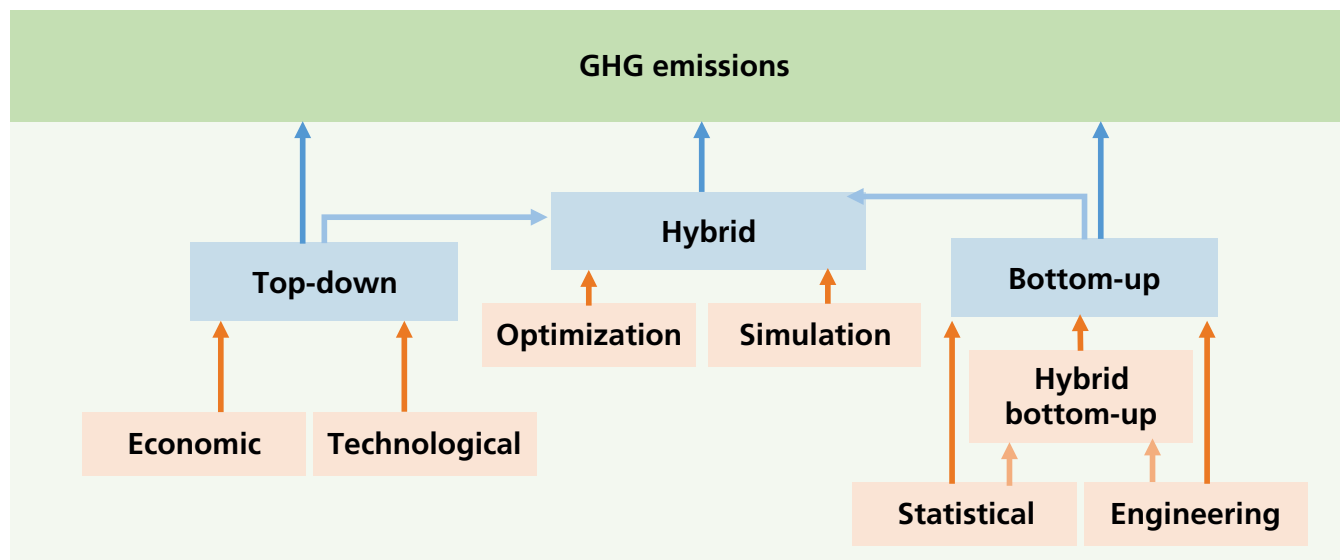 GHG emissions
Hybrid
Top-down
Bottom-up
Optimization
Simulation
Hybrid
bottom-up
Economic
Technological
Statistical
Engineering